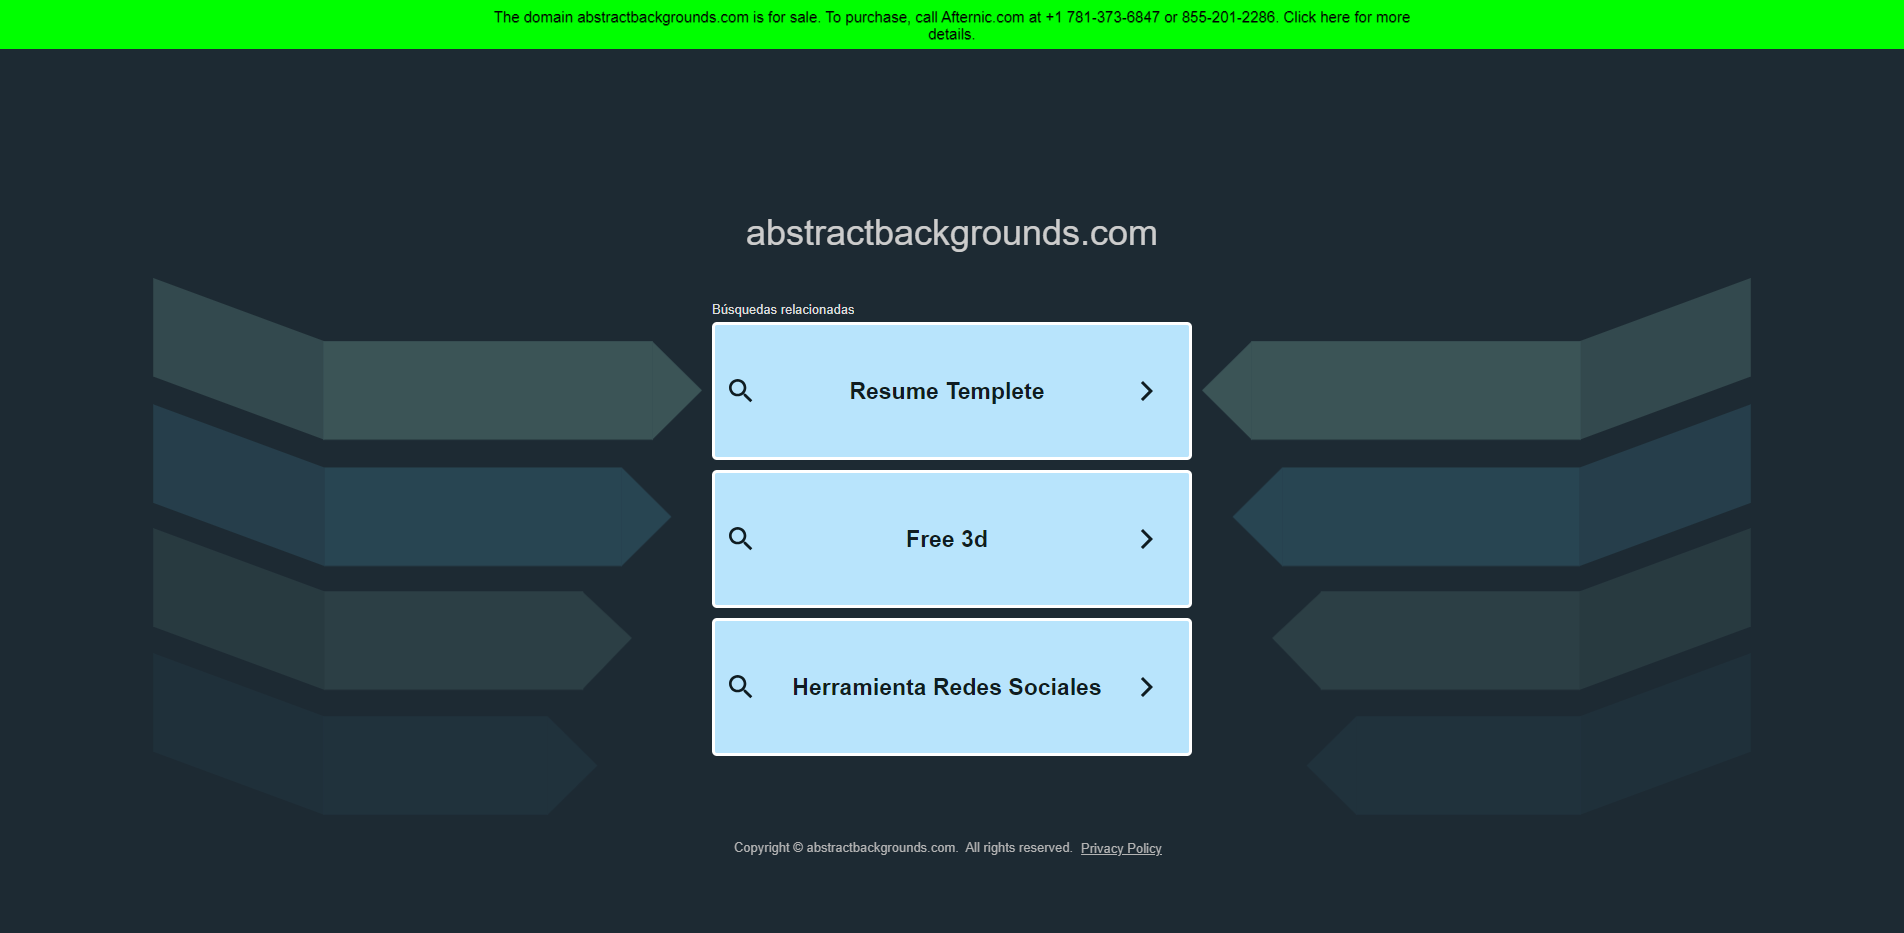 The domain abstractbackgrounds.com is for sale. To purchase, call Afternic.com at +1 781-373-6847 or 855-201-2286. Click here for more
details.
abstractbackgrounds.com
Búsquedas relacionadas
Resume Templete
Free 3d
Herramienta Redes Sociales
Copyright © abstractbackgrounds.com. All rights reserved. Privacy Policy